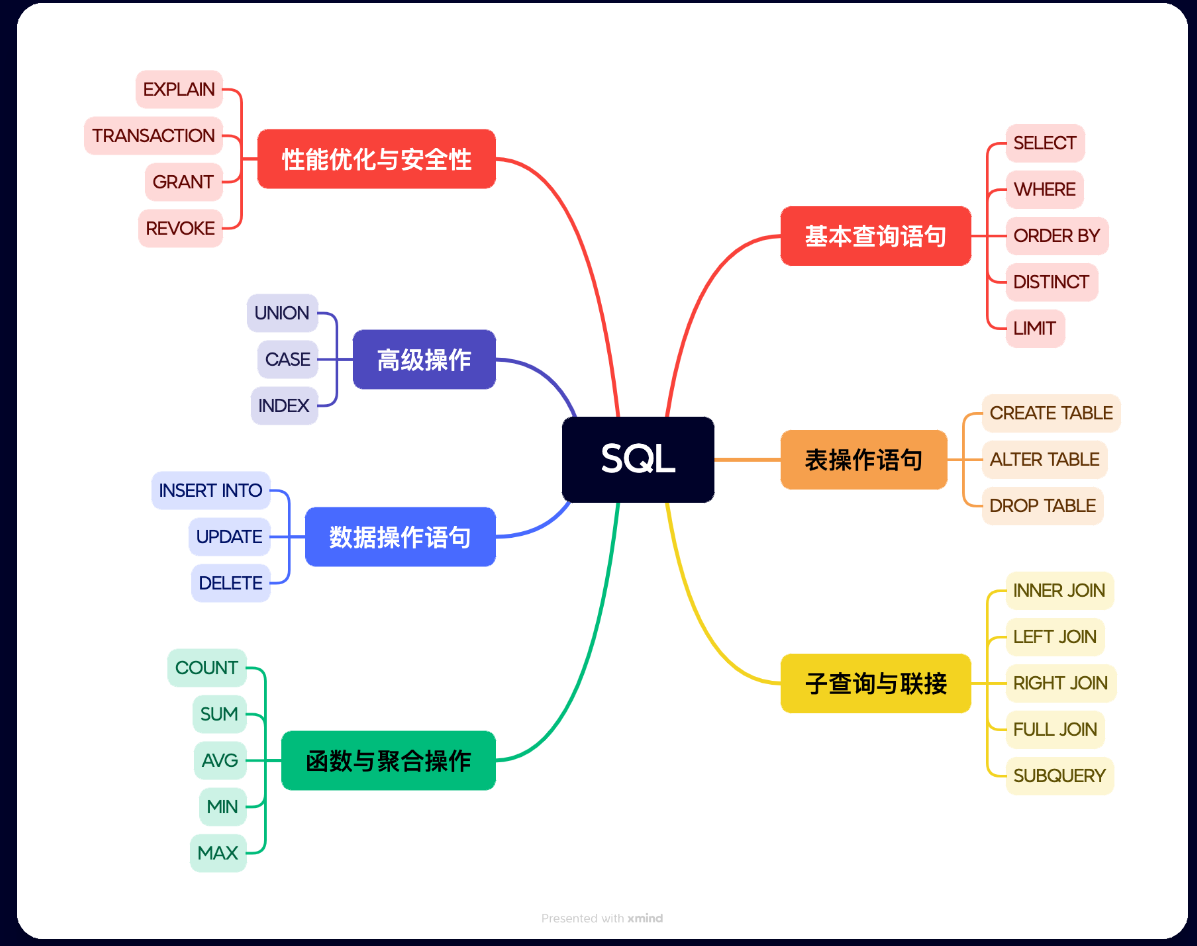 SQL
基本查询语句
SELECT
WHERE
ORDER BY
DISTINCT
LIMIT
表操作语句
CREATE TABLE
ALTER TABLE
DROP TABLE
子查询与联接
INNER JOIN
LEFT JOIN
RIGHT JOIN
FULL JOIN
SUBQUERY
函数与聚合操作
COUNT
SUM
AVG
MIN
MAX
数据操作语句
INSERT INTO
UPDATE
DELETE
高级操作
UNION
CASE
INDEX
性能优化与安全性
EXPLAIN
TRANSACTION
GRANT
REVOKE
Presented with xmind